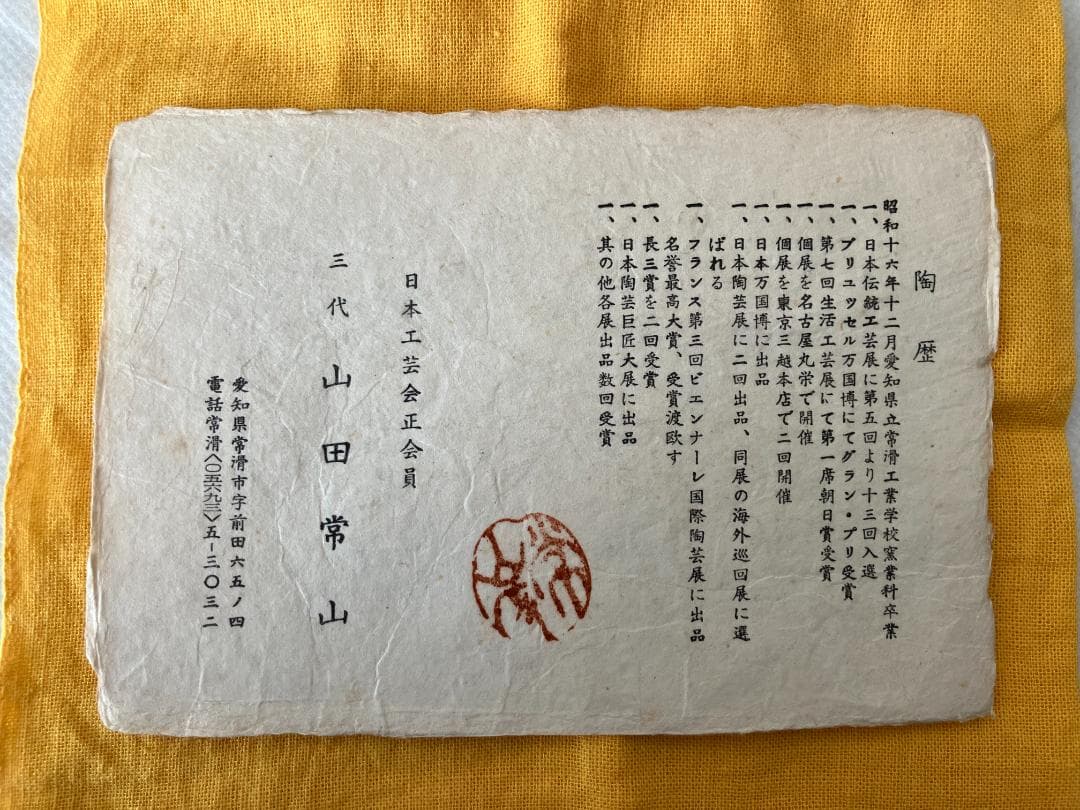 陶歴
昭和十六年十二月愛知県立常滑工業学校窯業科卒業
一、日本伝統工芸展に第五回より十三回入選
一、ブリユッセル万国博にてグラン・プリ受賞
一、第七回生活工芸展にて第一席朝日賞受賞
一、個展を名古屋丸栄で開催
一、個展を東京三越本店で二回開催
一、日本万国博に出品
一、日本陶芸展に二回出品、同展の海外巡回展に選
ばれる
一、フランス第三回ビエンナーレ国際陶芸展に出品
名誉最高大賞、受賞渡欧す
一、長三賞を二回受賞
一、日本陶芸巨匠大展に出品
一、其の他各展出品数回受賞
日本工芸会正会員
三代 山田常山
愛知県常滑市字前田六五ノ四
電話常滑〈〇五六九三〉五-三〇三二